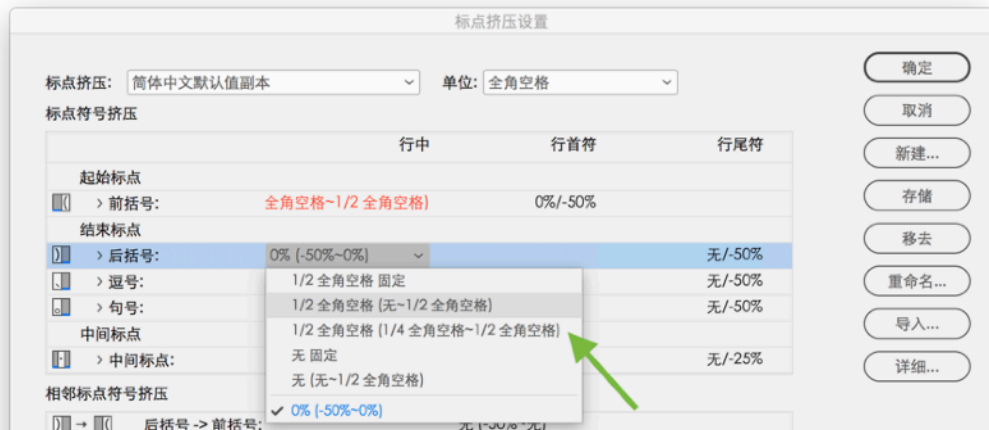 标点挤压设置
标点挤压: 简体中文默认值副本 单位: 全角空格 确定
标点符号挤压 取消
行中 行首符 行尾符 新建...
起始标点
> 前括号: 全角空格~1/2 全角空格) 0%/-50% 存储
结束标点 移去
> 后括号: 0% (-50%~0%) 无/-50%
> 逗号: 1/2 全角空格 固定 无/-50% 重命名...
> 句号: 1/2 全角空格 (无~1/2 全角空格) 无/-50%
中间标点 1/2 全角空格 (1/4 全角空格~1/2 全角空格) 导入...
> 中间标点: 无 固定 无/-25% 详细...
无 (无~1/2 全角空格)
相邻标点符号挤压
✓ 0% (-50%~0%)
后括号 -> 前括号: